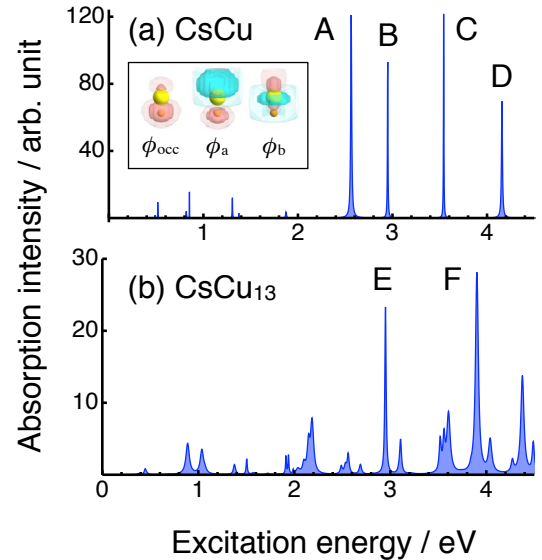 Absorption intensity / arb. unit
120
80
40
(a) CsCu
A
B
C
D
ϕocc ϕa ϕb
1 2 3 4
30
20
10
0
(b) CsCu13
E
F
0 1 2 3 4
Excitation energy / eV